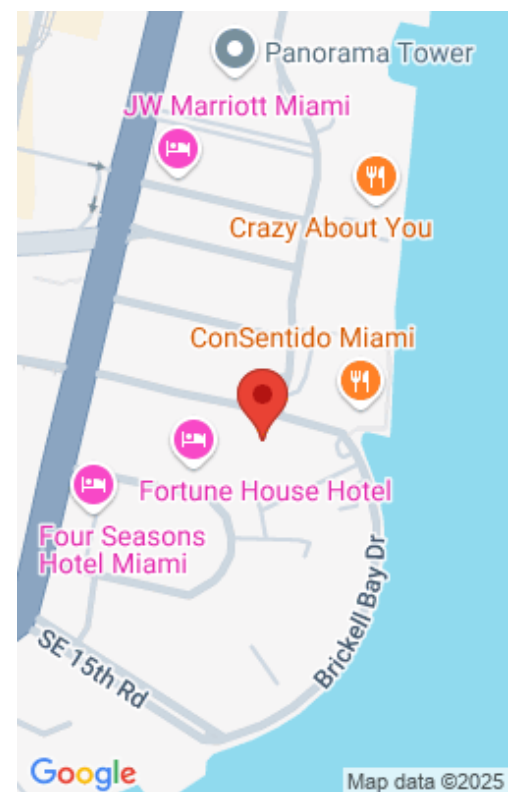 Panorama Tower
JW Marriott Miami
Crazy About You
ConSentido Miami
Fortune House Hotel
Four Seasons
Hotel Miami
Brickell Bay Dr
SE 15th Rd
Google
Map data ©2025